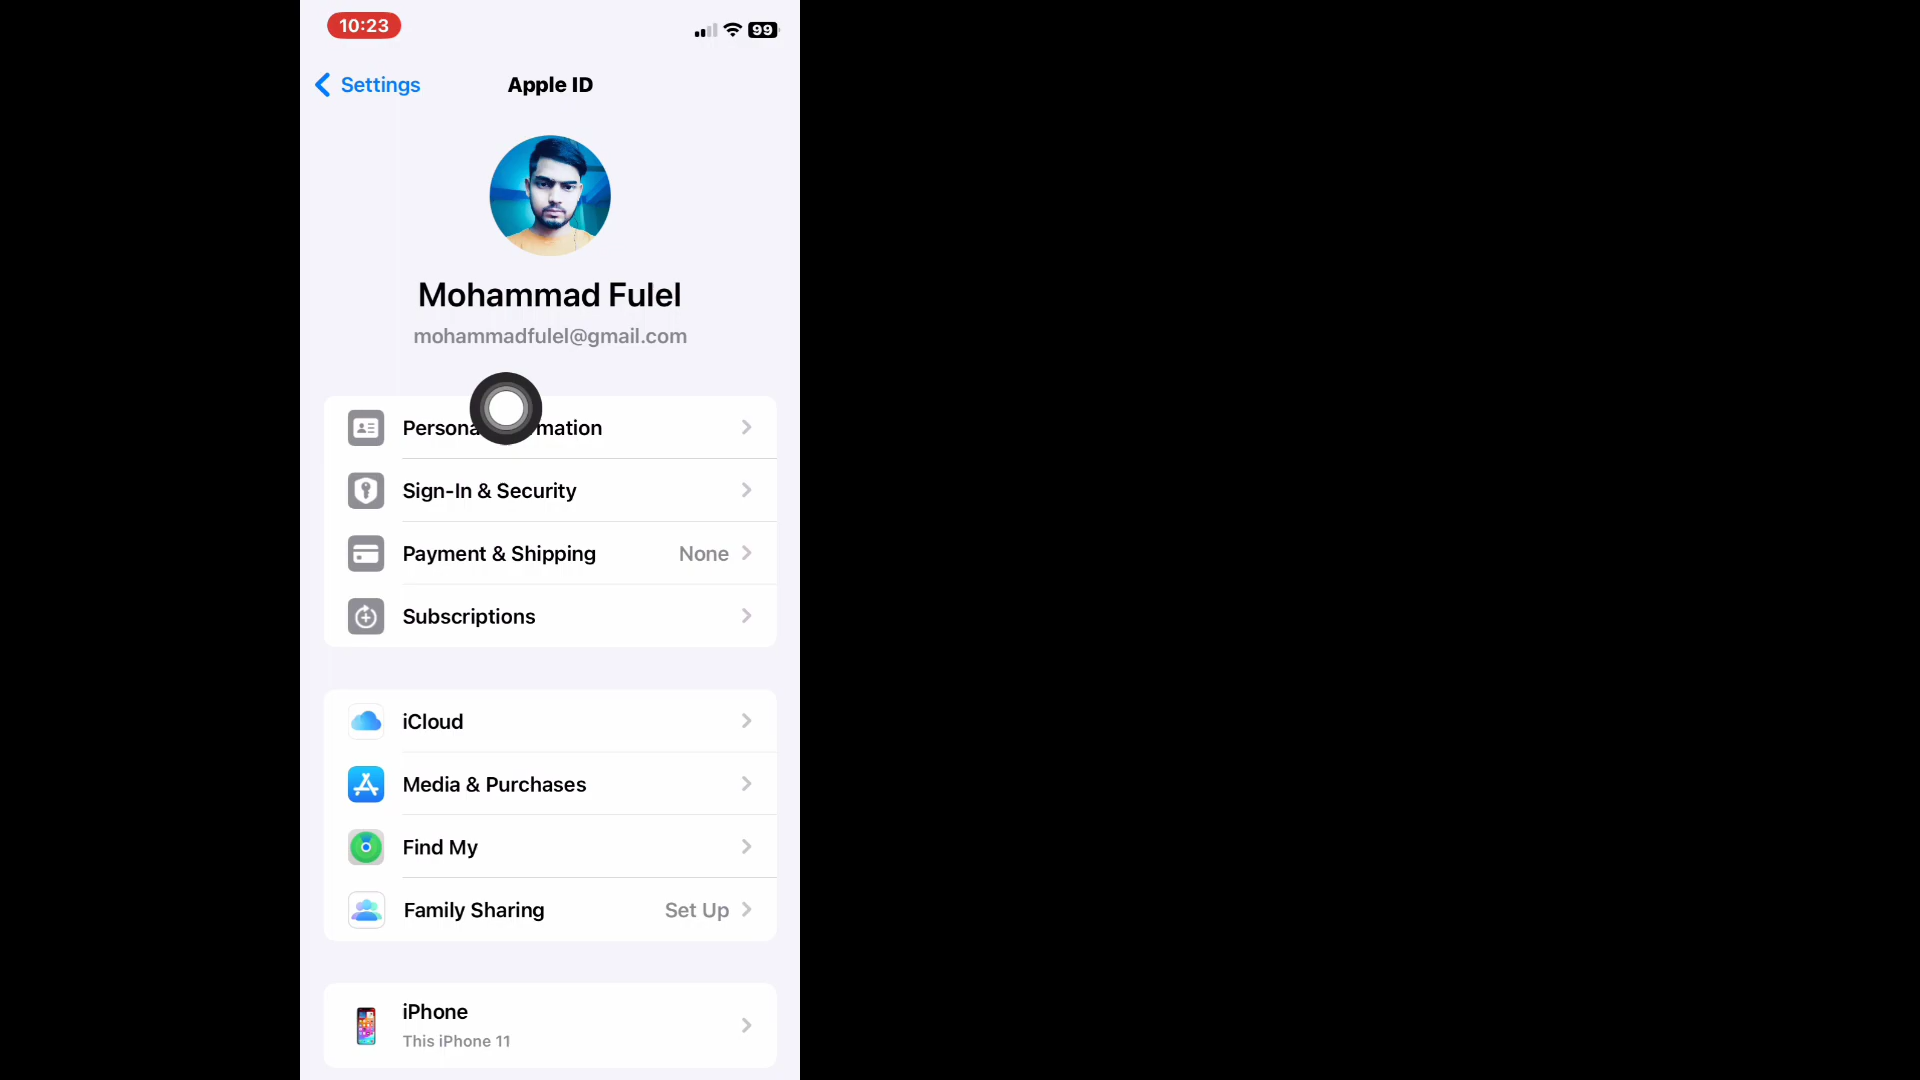 10:23
99
Settings
Apple ID
Mohammad Fulel
mohammadfulel@gmail.com
Persona mation
Sign-In & Security
Payment & Shipping None
Subscriptions
iCloud
Media & Purchases
Find My
Family Sharing Set Up
iPhone
This iPhone 11